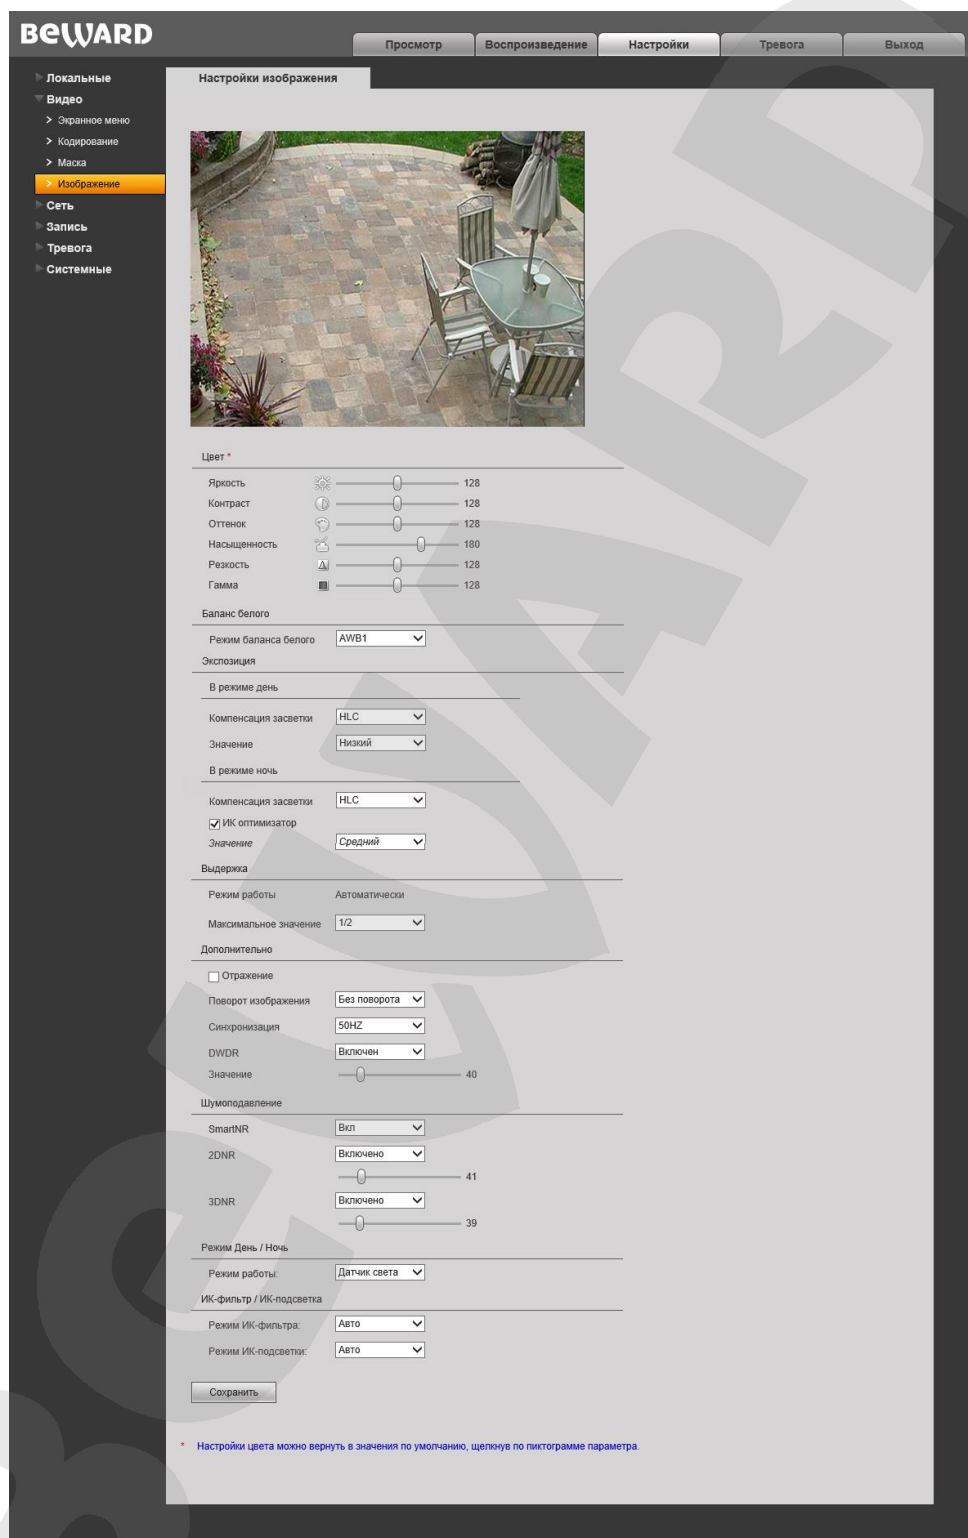 BEWARD
Просмотр Воспроизведение Настройки Тревога Выход
Локальные
Видео
Экранное меню
Кодирование
Маска
Изображение
Сеть
Запись
Тревога
Системные
Настройки изображения
Цвет *
Яркость 128
Контраст 128
Оттенок 128
Насыщенность 180
Резкость 128
Гамма 128
Баланс белого
Режим баланса белого AWB1
Экспозиция
В режиме день
Компенсация засветки HLC
Значение Низкий
В режиме ночь
Компенсация засветки HLC
ИК оптимизатор
Значение Средний
Выдержка
Режим работы Автоматически
Максимальное значение 1/2
Дополнительно
Отражение
Поворот изображения Без поворота
Синхронизация 50HZ
DWDR Включен
Значение 40
Шумоподавление
SmartNR Вкл
2DNR Включено
41
3DNR Включено
39
Режим День / Ночь
Режим работы: Датчик света
ИК-фильтр / ИК-подсветка
Режим ИК-фильтра: Авто
Режим ИК-подсветки: Авто
Сохранить
* Настройки цвета можно вернуть в значения по умолчанию, щелкнув по пиктограмме параметра.
BEWARD